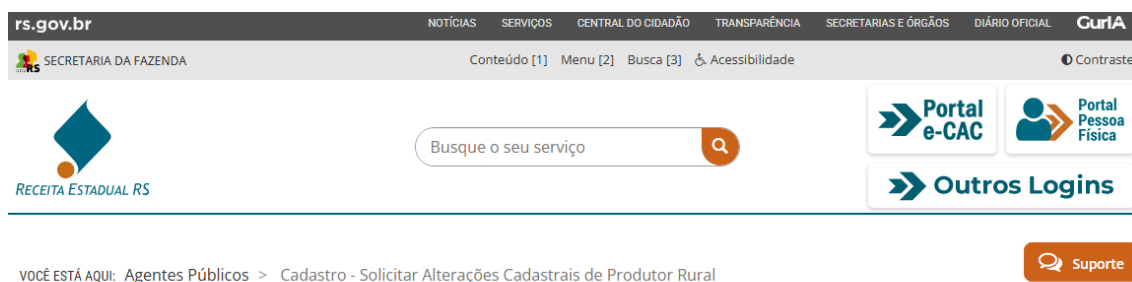 rs.gov.br NOTÍCIAS SERVIÇOS CENTRAL DO CIDADÃO TRANSPARÊNCIA SECRETARIAS E ÓRGÃOS DIÁRIO OFICIAL GurIA
RS SECRETARIA DA FAZENDA Conteúdo [1] Menu [2] Busca [3] Acessibilidade Contraste
Portal e-CAC
Portal Pessoa Física
Busque o seu serviço
RECEITA ESTADUAL RS
Outros Logins
VOCÊ ESTÁ AQUI: Agentes Públicos > Cadastro - Solicitar Alterações Cadastrais de Produtor Rural
Suporte